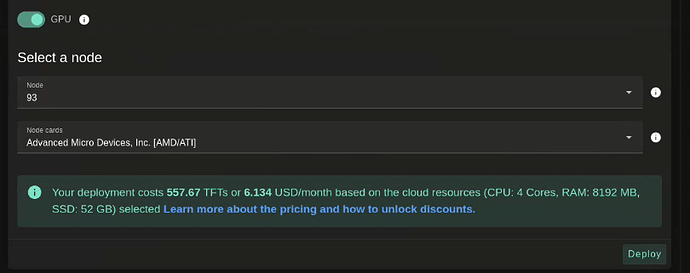 GPU
Select a node
Node
93
Node cards
Advanced Micro Devices, Inc. [AMD/ATI]
Your deployment costs 557.67 TFTs or 6.134 USD/month based on the cloud resources (CPU: 4 Cores, RAM: 8192 MB,
SSD: 52 GB) selected Learn more about the pricing and how to unlock discounts.
Deploy